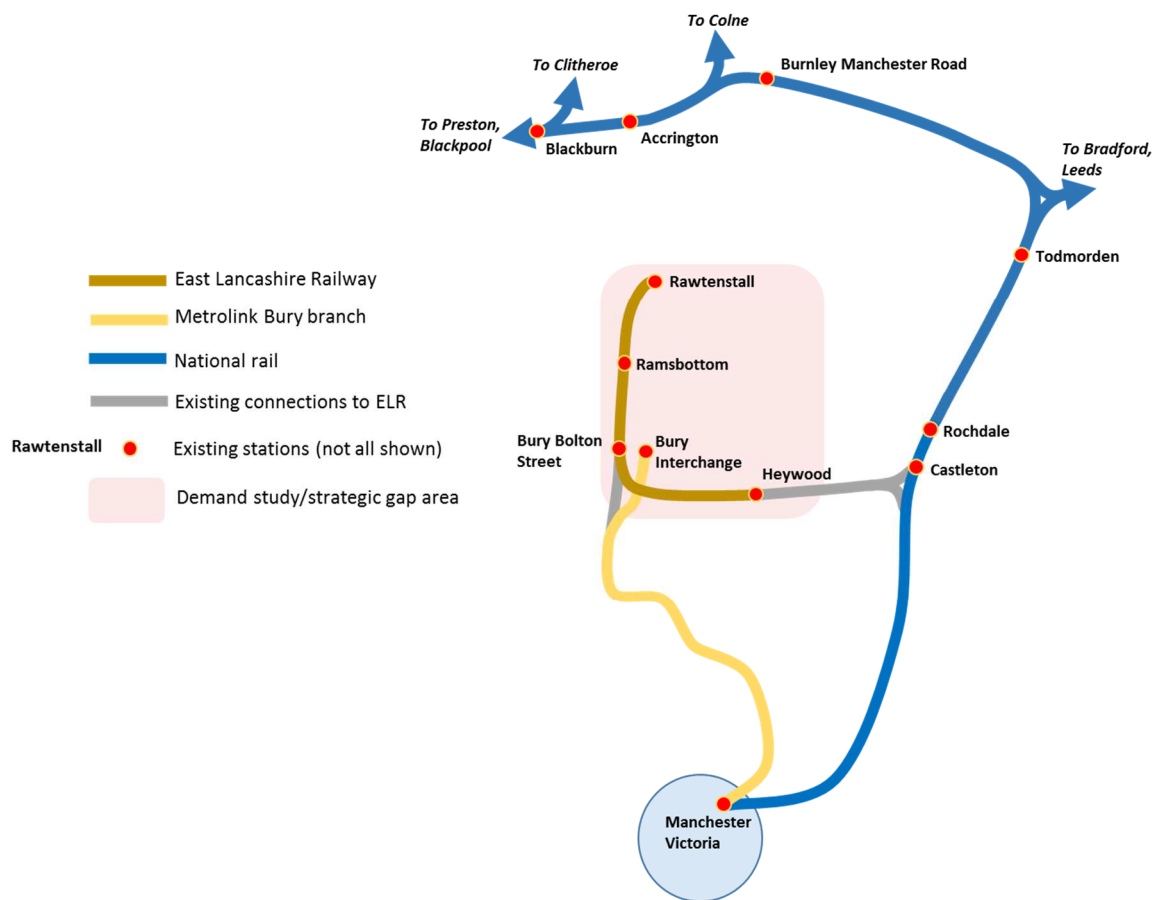 To Colne
Burnley Manchester Road
To Clitheroe
To Preston,
Blackpool
Blackburn
Accrington
To Bradford,
Leeds
Todmorden
East Lancashire Railway
Metrolink Bury branch
National rail
Existing connections to ELR
Rawtenstall
Existing stations (not all shown)
Demand study/strategic gap area
Rawtenstall
Ramsbottom
Bury Bolton
Street
Bury
Interchange
Heywood
Rochdale
Castleton
Manchester
Victoria